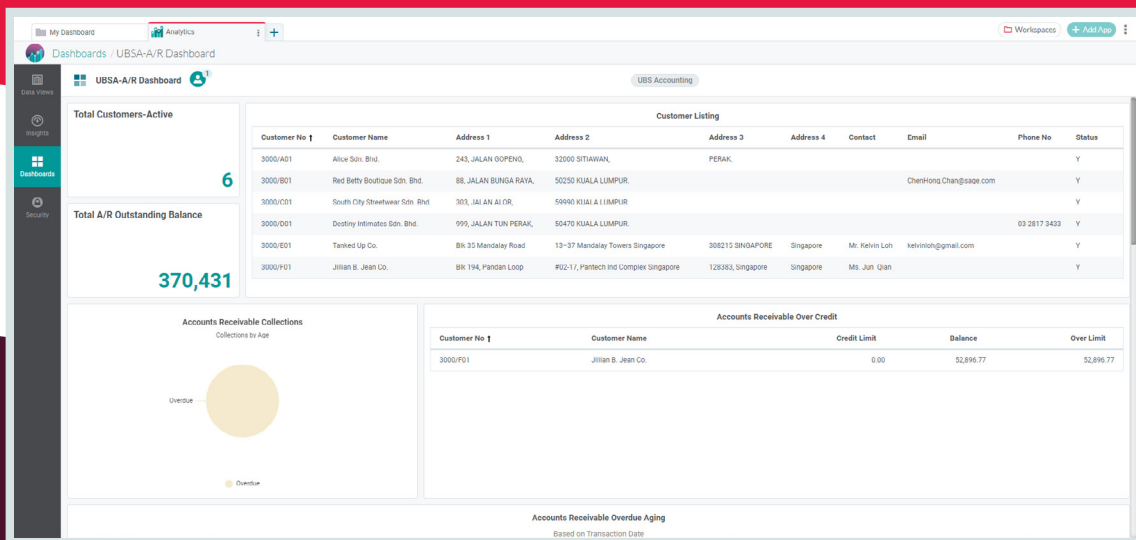 My Dashboard
Analytics
+
Workspaces
+ Add App
Dashboards / UBSA-A/R Dashboard
Data Views
Insights
Dashboards
Security
UBSA-A/R Dashboard 1
UBS Accounting
Total Customers-Active
6
Total A/R Outstanding Balance
370,431
Customer Listing
Customer No ↑ Customer Name Address 1 Address 2 Address 3 Address 4 Contact Email Phone No Status
3000/A01 Alice Sdn. Bhd. 243, JALAN GOPENG, 32000 SITIAWAN, PERAK. Y
3000/B01 Red Betty Boutique Sdn. Bhd. 88, JALAN BUNGA RAYA, 50250 KUALA LUMPUR. ChenHong.Chan@sage.com Y
3000/C01 South City Streetwear Sdn. Bhd. 303, JALAN ALOR, 59990 KUALA LUMPUR Y
3000/D01 Destiny Intimates Sdn. Bhd. 999, JALAN TUN PERAK, 50470 KUALA LUMPUR. 03 2817 3433 Y
3000/E01 Tanked Up Co. Blk 35 Mandalay Road 13-37 Mandalay Towers Singapore 308215 SINGAPORE Singapore Mr. Kelvin Loh kelvinloh@gmail.com Y
3000/F01 Jillian B. Jean Co. Blk 194, Pandan Loop #02-17, Pantech Ind Complex Singapore 128383, Singapore Singapore Ms. Jun Qian Y
Accounts Receivable Collections
Collections by Age
Overdue
Overdue
Accounts Receivable Over Credit
Customer No ↑ Customer Name Credit Limit Balance Over Limit
3000/F01 Jillian B. Jean Co. 0.00 52,896.77 52,896.77
Accounts Receivable Overdue Aging
Based on Transaction Date